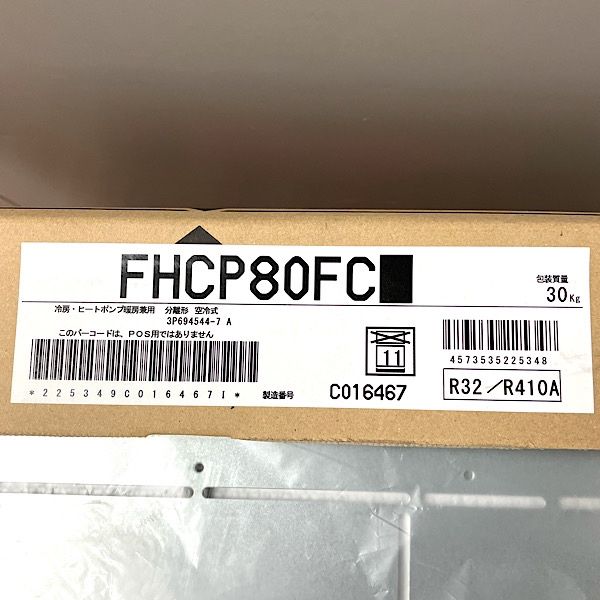 FHCP80FC■
包装質量
30Kg
冷房・ヒートポンプ暖房兼用 分離形 空冷式
3P694544-7 A
このバーコードは、POS用ではありません
*225349C016467I*
製造番号
C016467
11
4573535225348
R32/R410A